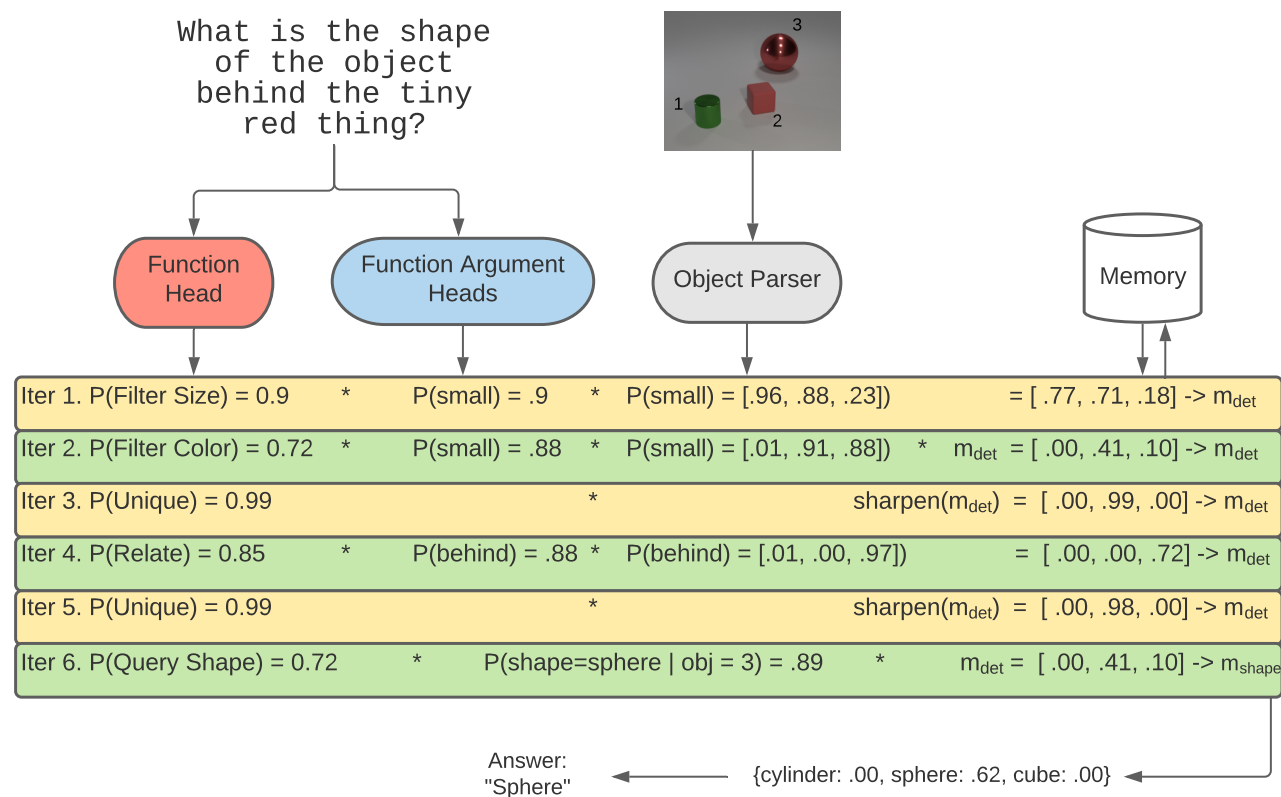 What is the shape
of the object
behind the tiny
red thing?
3
1
2
Function
Head
Function Argument
Heads
Object Parser
Memory
Iter 1. P(Filter Size) = 0.9 * P(small) = .9 * P(small) = [.96, .88, .23]) = [ .77, .71, .18] -> mdet
Iter 2. P(Filter Color) = 0.72 * P(small) = .88 * P(small) = [.01, .91, .88]) * mdet = [ .00, .41, .10] -> mdet
Iter 3. P(Unique) = 0.99 * sharpen(mdet) = [ .00, .99, .00] -> mdet
Iter 4. P(Relate) = 0.85 * P(behind) = .88 * P(behind) = [.01, .00, .97]) = [ .00, .00, .72] -> mdet
Iter 5. P(Unique) = 0.99 * sharpen(mdet) = [ .00, .98, .00] -> mdet
Iter 6. P(Query Shape) = 0.72 * P(shape=sphere | obj = 3) = .89 * mdet = [ .00, .41, .10] -> mshape
Answer:
"Sphere"
{cylinder: .00, sphere: .62, cube: .00}